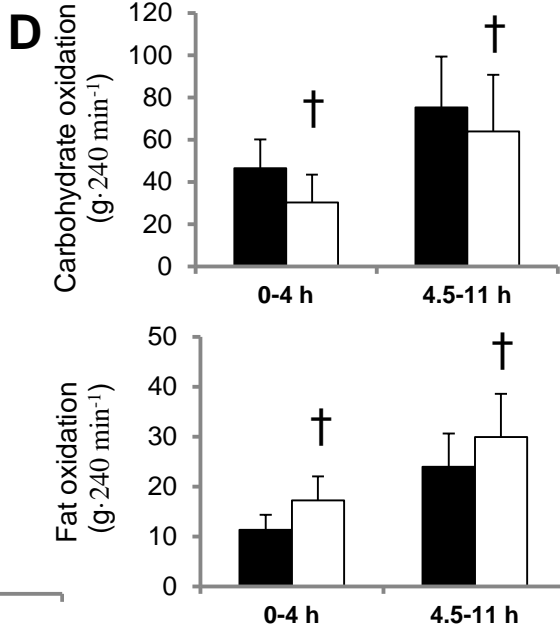 D
Carbohydrate oxidation
(g·240 min⁻¹)
120
100
80
60
40
20
0
†
†
0-4 h
4.5-11 h
Fat oxidation
(g·240 min⁻¹)
50
40
30
20
10
0
†
†
0-4 h
4.5-11 h